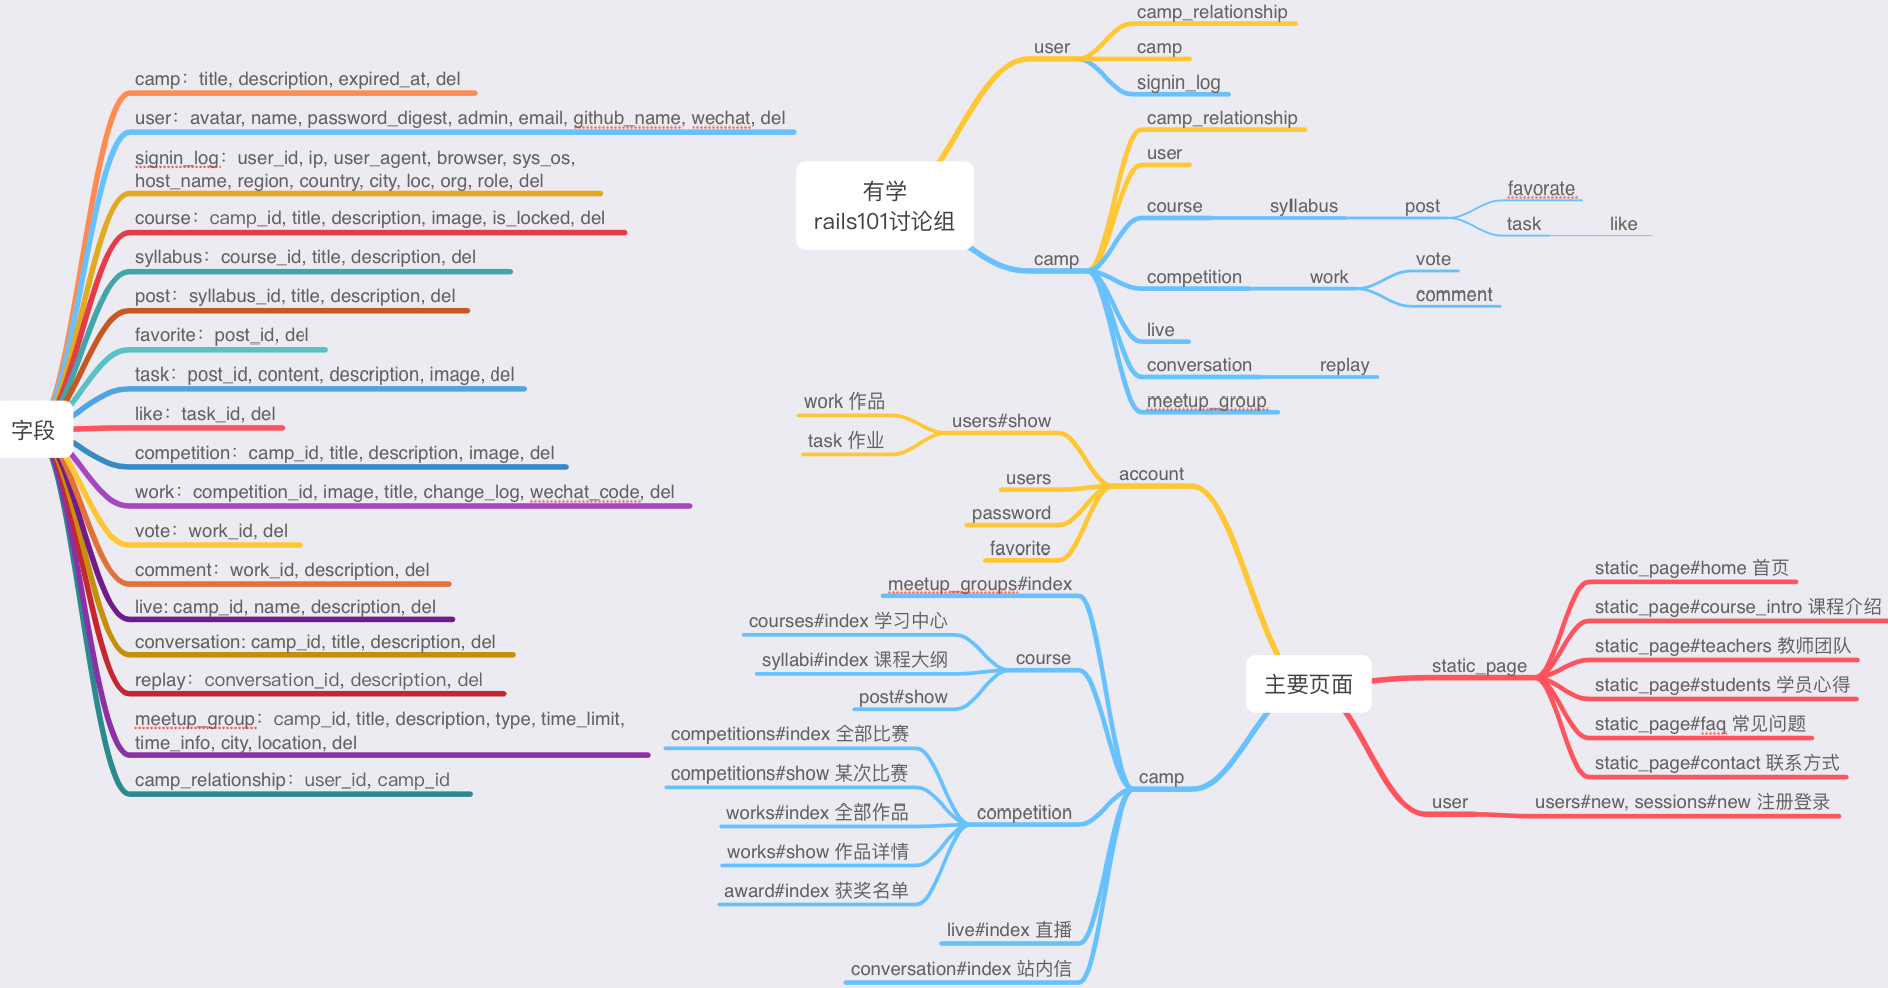 字段
camp：title, description, expired_at, del
user：avatar, name, password_digest, admin, email, github_name, wechat, del
signin_log：user_id, ip, user_agent, browser, sys_os,
host_name, region, country, city, loc, org, role, del
course：camp_id, title, description, image, is_locked, del
syllabus：course_id, title, description, del
post：syllabus_id, title, description, del
favorite：post_id, del
task：post_id, content, description, image, del
like：task_id, del
competition：camp_id, title, description, image, del
work：competition_id, image, title, change_log, wechat_code, del
vote：work_id, del
comment：work_id, description, del
live: camp_id, name, description, del
conversation: camp_id, title, description, del
replay：conversation_id, description, del
meetup_group：camp_id, title, description, type, time_limit,
time_info, city, location, del
camp_relationship：user_id, camp_id
有学
rails101讨论组
user
camp_relationship
camp
signin_log
camp
camp_relationship
user
course
syllabus
post
favorate
task
like
competition
work
vote
comment
live
conversation
replay
meetup_group
主要页面
account
users#show
work 作品
task 作业
users
password
favorite
camp
meetup_groups#index
course
courses#index 学习中心
syllabi#index 课程大纲
post#show
competition
competitions#index 全部比赛
competitions#show 某次比赛
works#index 全部作品
works#show 作品详情
award#index 获奖名单
live#index 直播
conversation#index 站内信
static_page
static_page#home 首页
static_page#course_intro 课程介绍
static_page#teachers 教师团队
static_page#students 学员心得
static_page#faq 常见问题
static_page#contact 联系方式
user
users#new, sessions#new 注册登录